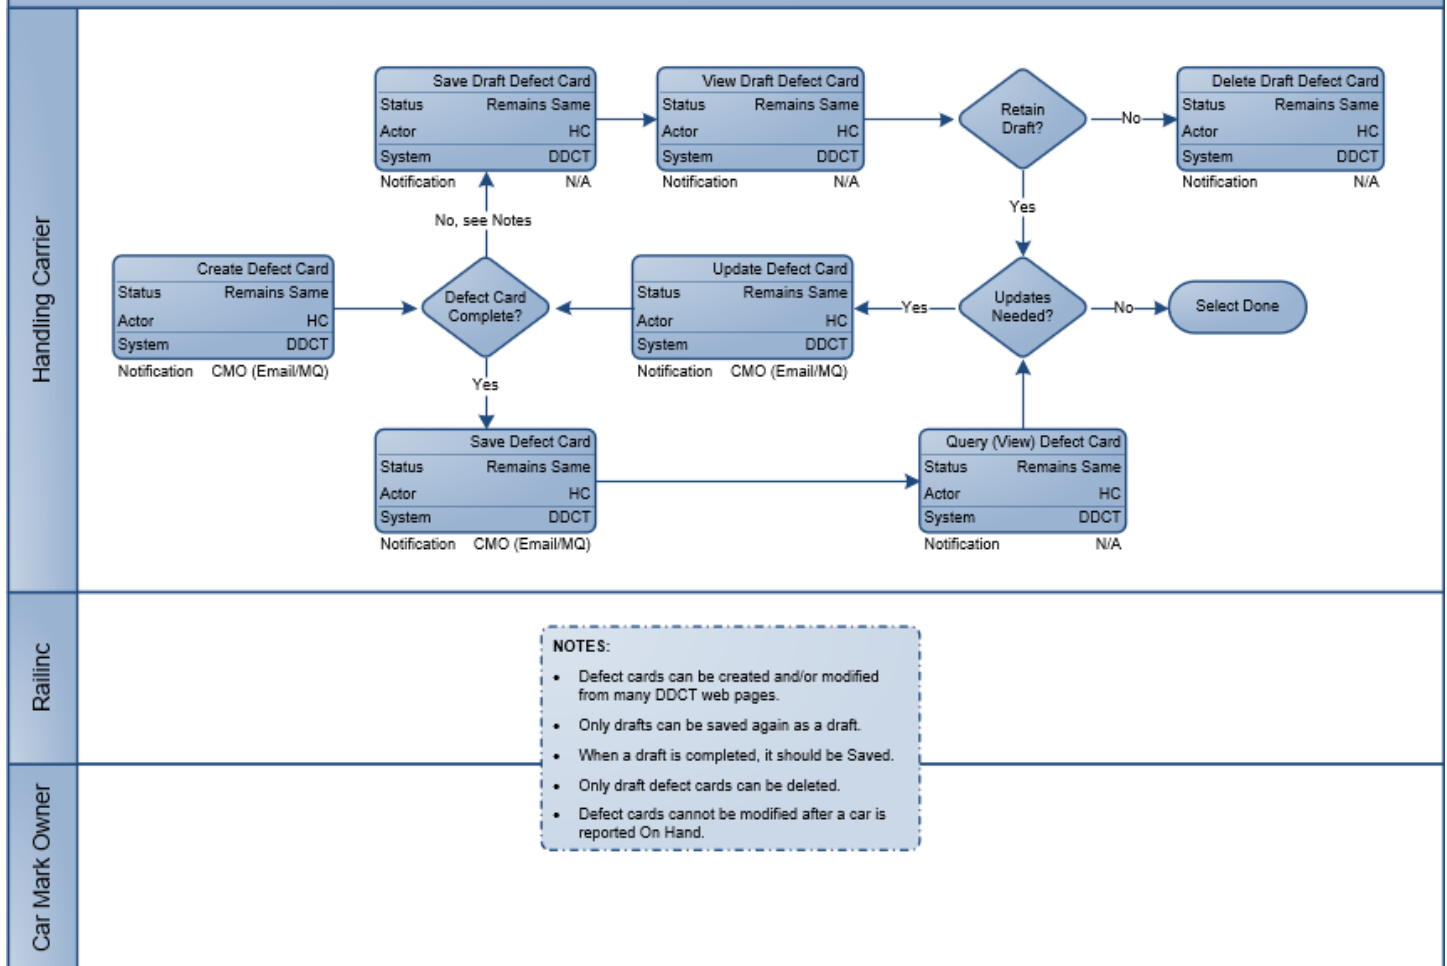 Handling Carrier
Save Draft Defect Card
Status Remains Same
Actor HC
System DDCT
Notification N/A
View Draft Defect Card
Status Remains Same
Actor HC
System DDCT
Notification N/A
Retain
Draft?
No
Delete Draft Defect Card
Status Remains Same
Actor HC
System DDCT
Notification N/A
No, see Notes
Yes
Create Defect Card
Status Remains Same
Actor HC
System DDCT
Notification CMO (Email/MQ)
Defect Card
Complete?
Update Defect Card
Status Remains Same
Actor HC
System DDCT
Notification CMO (Email/MQ)
Yes
Updates
Needed?
No
Select Done
Yes
Save Defect Card
Status Remains Same
Actor HC
System DDCT
Notification CMO (Email/MQ)
Query (View) Defect Card
Status Remains Same
Actor HC
System DDCT
Notification N/A
Railinc
NOTES:
• Defect cards can be created and/or modified
from many DDCT web pages.
• Only drafts can be saved again as a draft.
• When a draft is completed, it should be Saved.
• Only draft defect cards can be deleted.
• Defect cards cannot be modified after a car is
reported On Hand.
Car Mark Owner